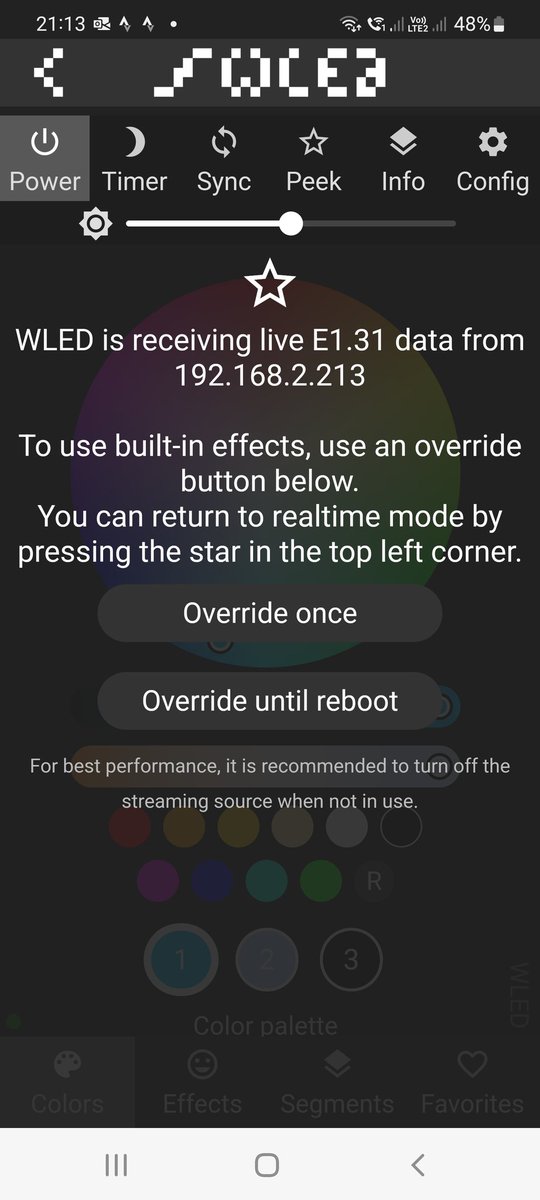 21:13
Vo))
LTE2
48%
WLED
Power Timer Sync Peek Info Config
WLED is receiving live E1.31 data from
192.168.2.213
To use built-in effects, use an override
button below.
You can return to realtime mode by
pressing the star in the top left corner.
Override once
Override until reboot
For best performance, it is recommended to turn off the
streaming source when not in use.
R
1 2 3
WLED
Color palette
Colors Effects Segments Favorites